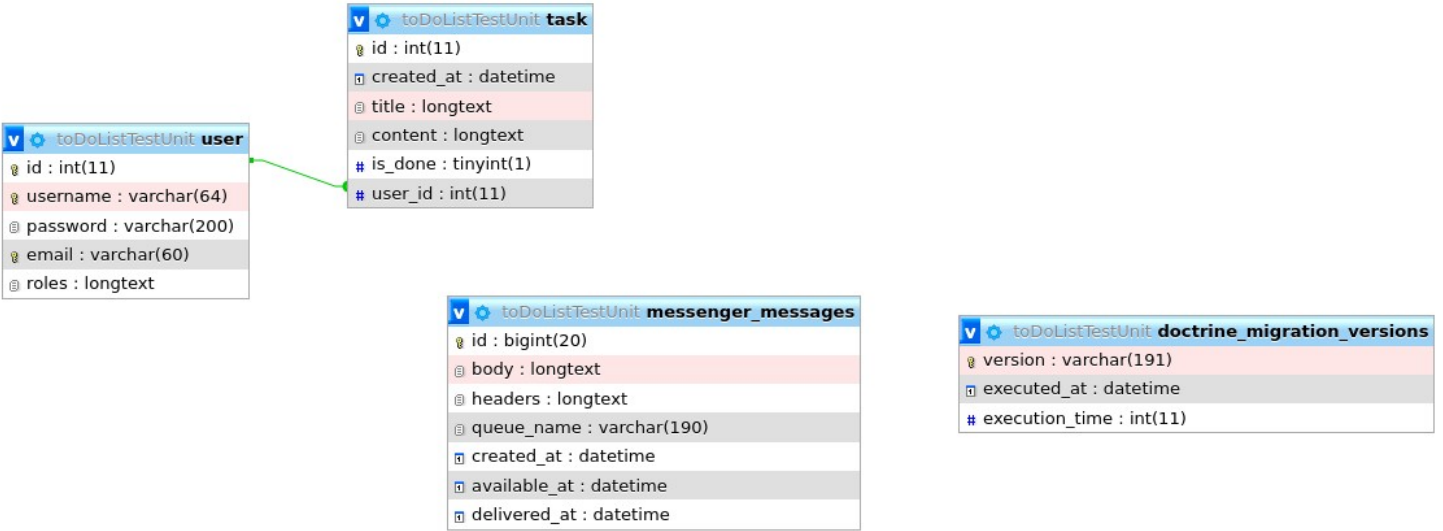 toDoListTestUnit task
id : int(11)
created_at : datetime
title : longtext
content : longtext
is_done : tinyint(1)
user_id : int(11)
v toDoListTestUnit user
id : int(11)
username : varchar(64)
password : varchar(200)
email : varchar(60)
roles : longtext
v toDoListTestUnit messenger_messages
id : bigint(20)
body : longtext
headers : longtext
queue_name : varchar(190)
created_at : datetime
available_at : datetime
delivered_at : datetime
v toDoListTestUnit doctrine_migration_versions
version : varchar(191)
executed_at : datetime
execution_time : int(11)